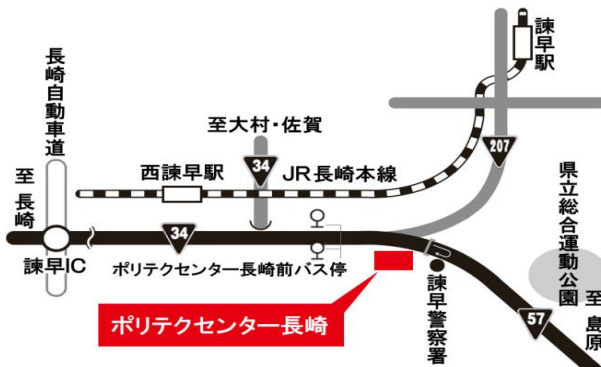 諫早駅
長崎自動車道
至大村・佐賀
34
西諫早駅
JR長崎本線
207
至長崎
34
県立総合運動公園
諫早IC
ポリテクセンター長崎前バス停
諫早警察署
至島原
57
ポリテクセンター長崎